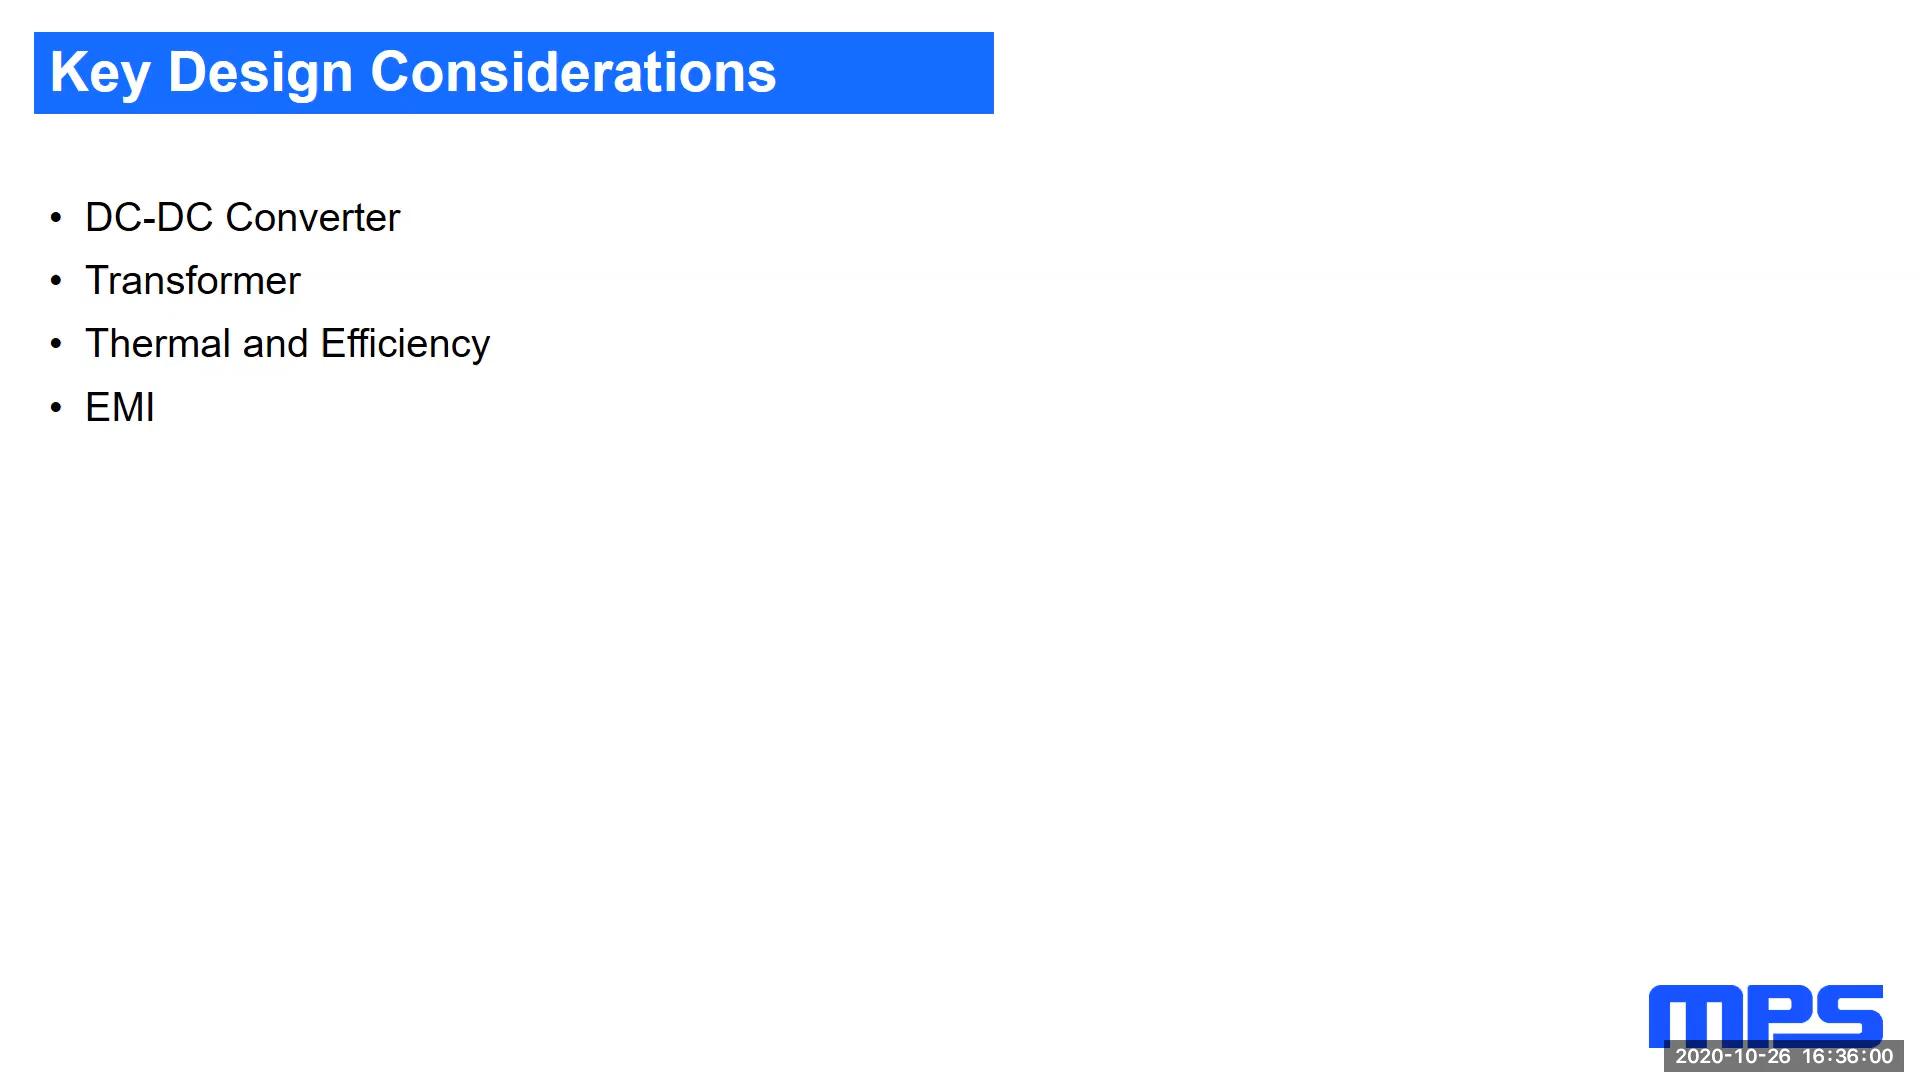 Key Design Considerations
• DC-DC Converter
• Transformer
• Thermal and Efficiency
• EMI
mPS
2020-10-26 16:36:00